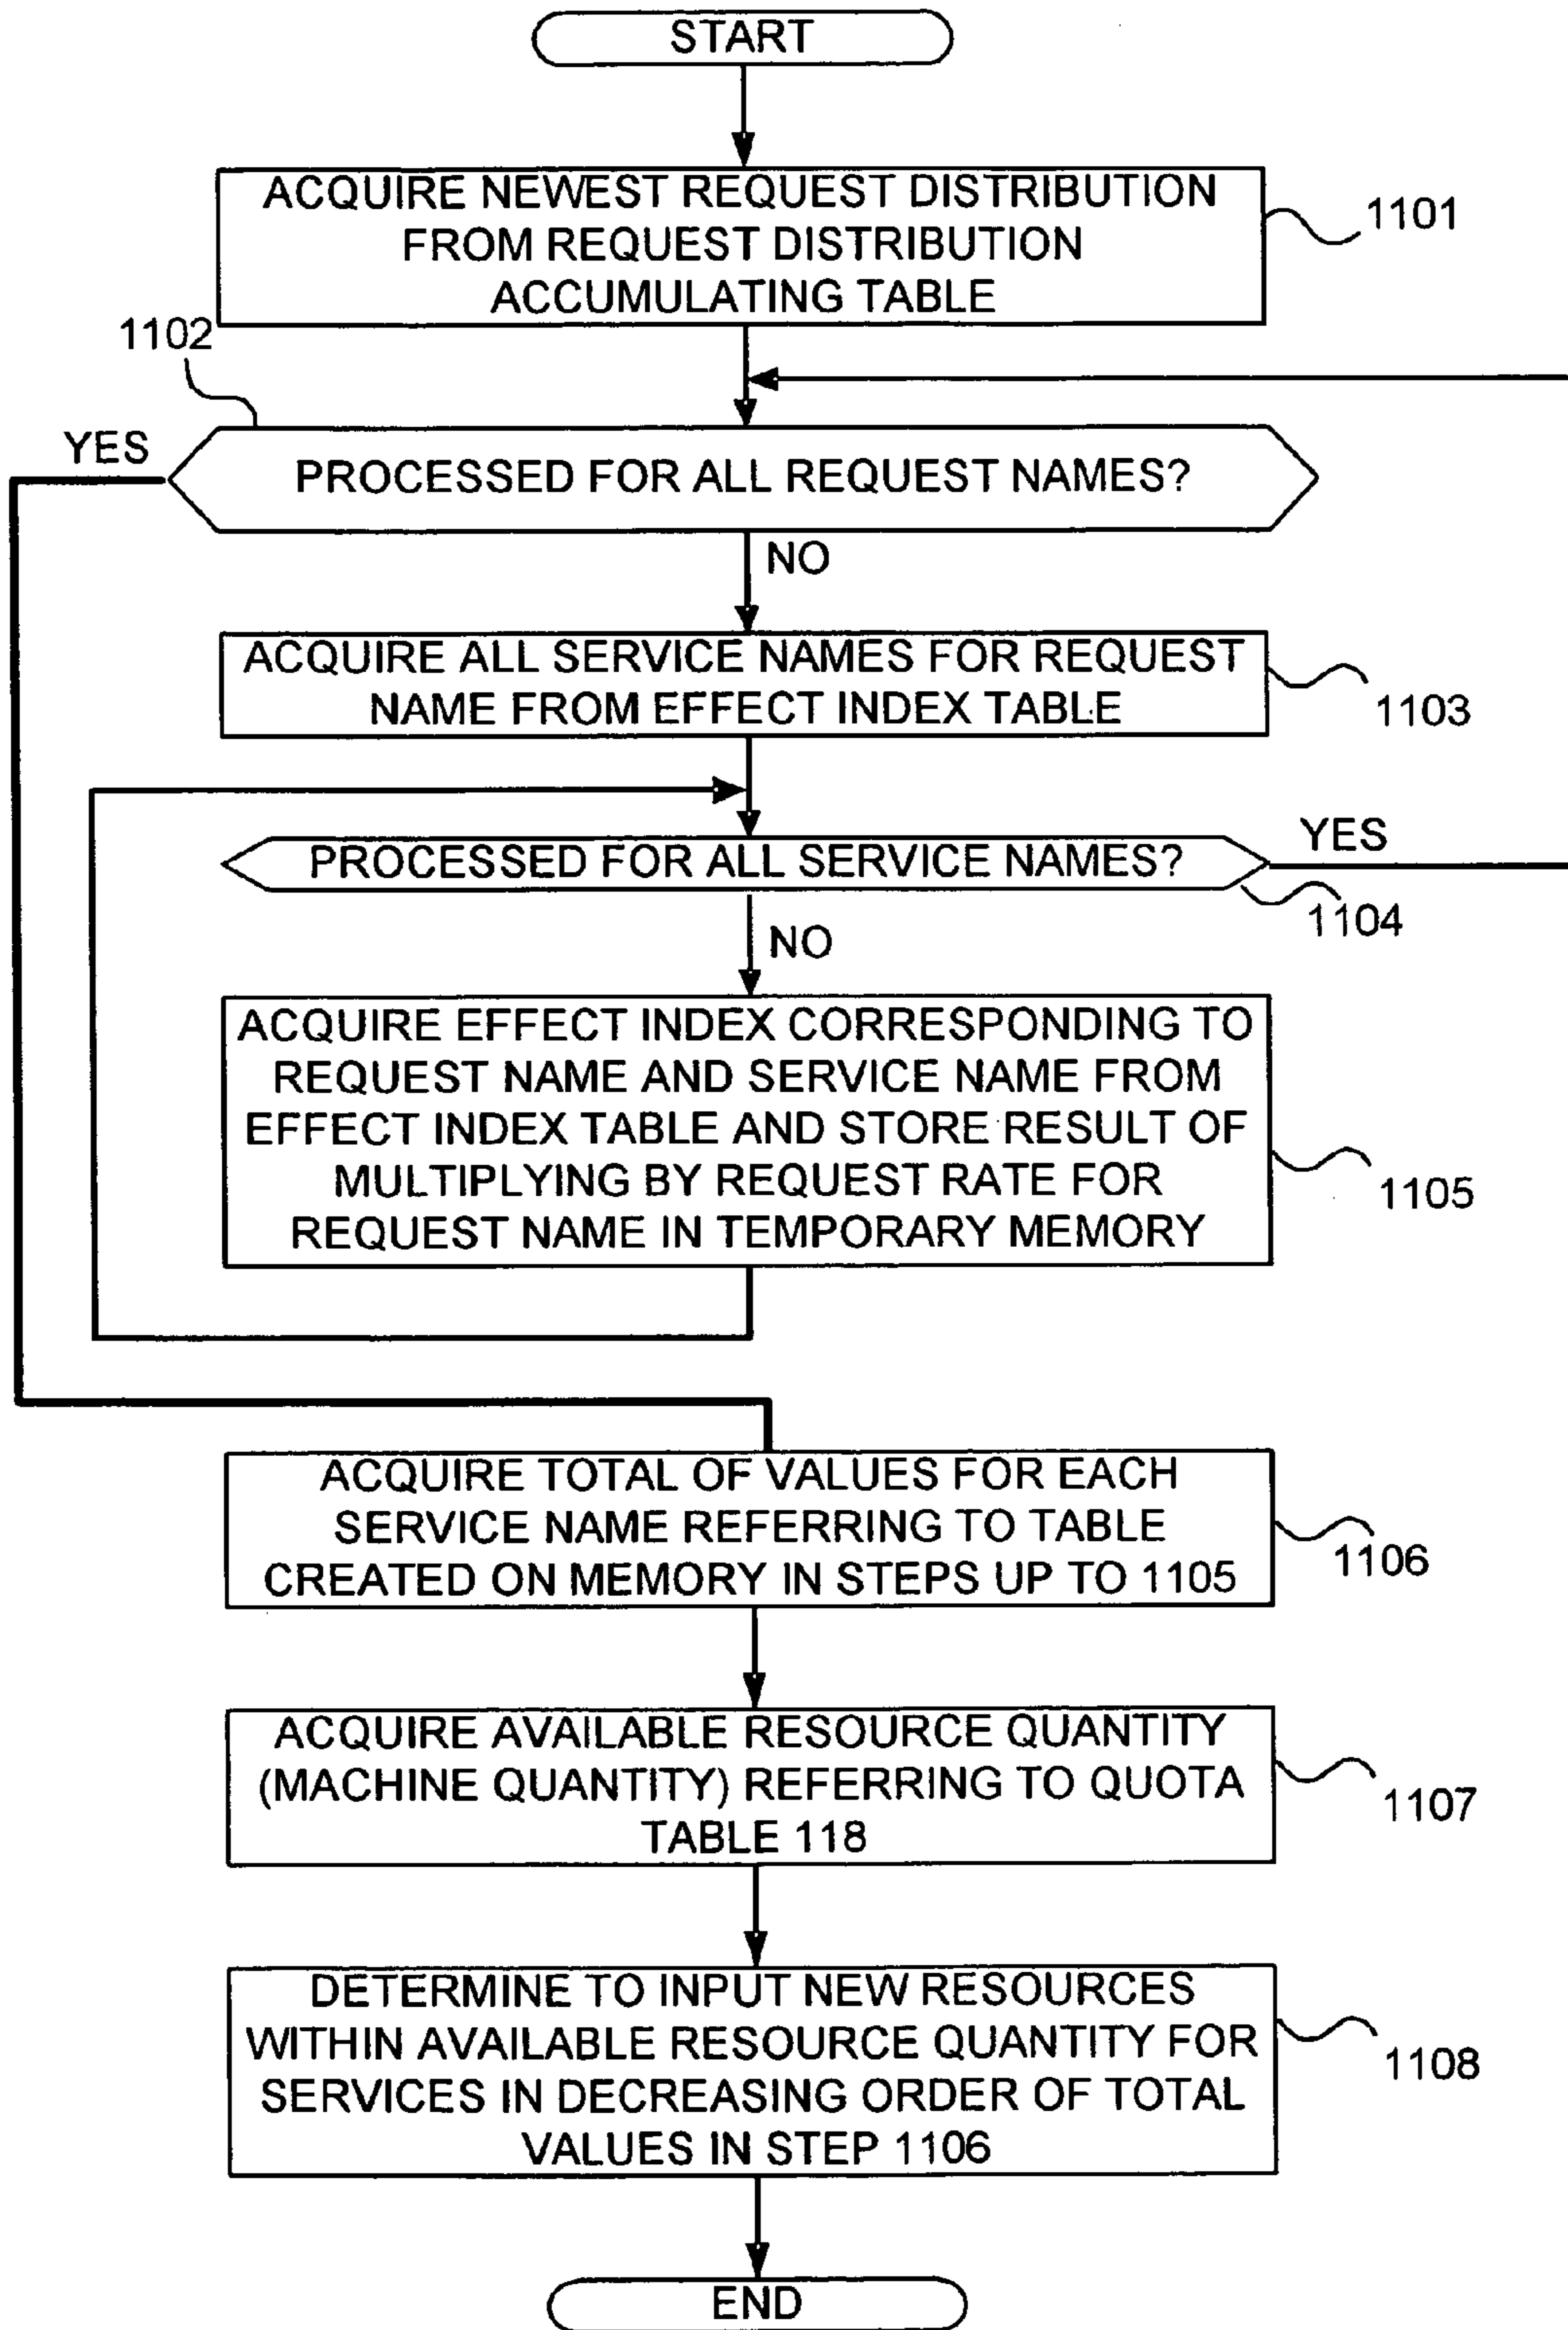 START
ACQUIRE NEWEST REQUEST DISTRIBUTION
FROM REQUEST DISTRIBUTION
ACCUMULATING TABLE
1101
1102
YES
PROCESSED FOR ALL REQUEST NAMES?
NO
ACQUIRE ALL SERVICE NAMES FOR REQUEST
NAME FROM EFFECT INDEX TABLE
1103
PROCESSED FOR ALL SERVICE NAMES?
YES
1104
NO
ACQUIRE EFFECT INDEX CORRESPONDING TO
REQUEST NAME AND SERVICE NAME FROM
EFFECT INDEX TABLE AND STORE RESULT OF
MULTIPLYING BY REQUEST RATE FOR
REQUEST NAME IN TEMPORARY MEMORY
1105
ACQUIRE TOTAL OF VALUES FOR EACH
SERVICE NAME REFERRING TO TABLE
CREATED ON MEMORY IN STEPS UP TO 1105
1106
ACQUIRE AVAILABLE RESOURCE QUANTITY
(MACHINE QUANTITY) REFERRING TO QUOTA
TABLE 118
1107
DETERMINE TO INPUT NEW RESOURCES
WITHIN AVAILABLE RESOURCE QUANTITY FOR
SERVICES IN DECREASING ORDER OF TOTAL
VALUES IN STEP 1106
1108
END